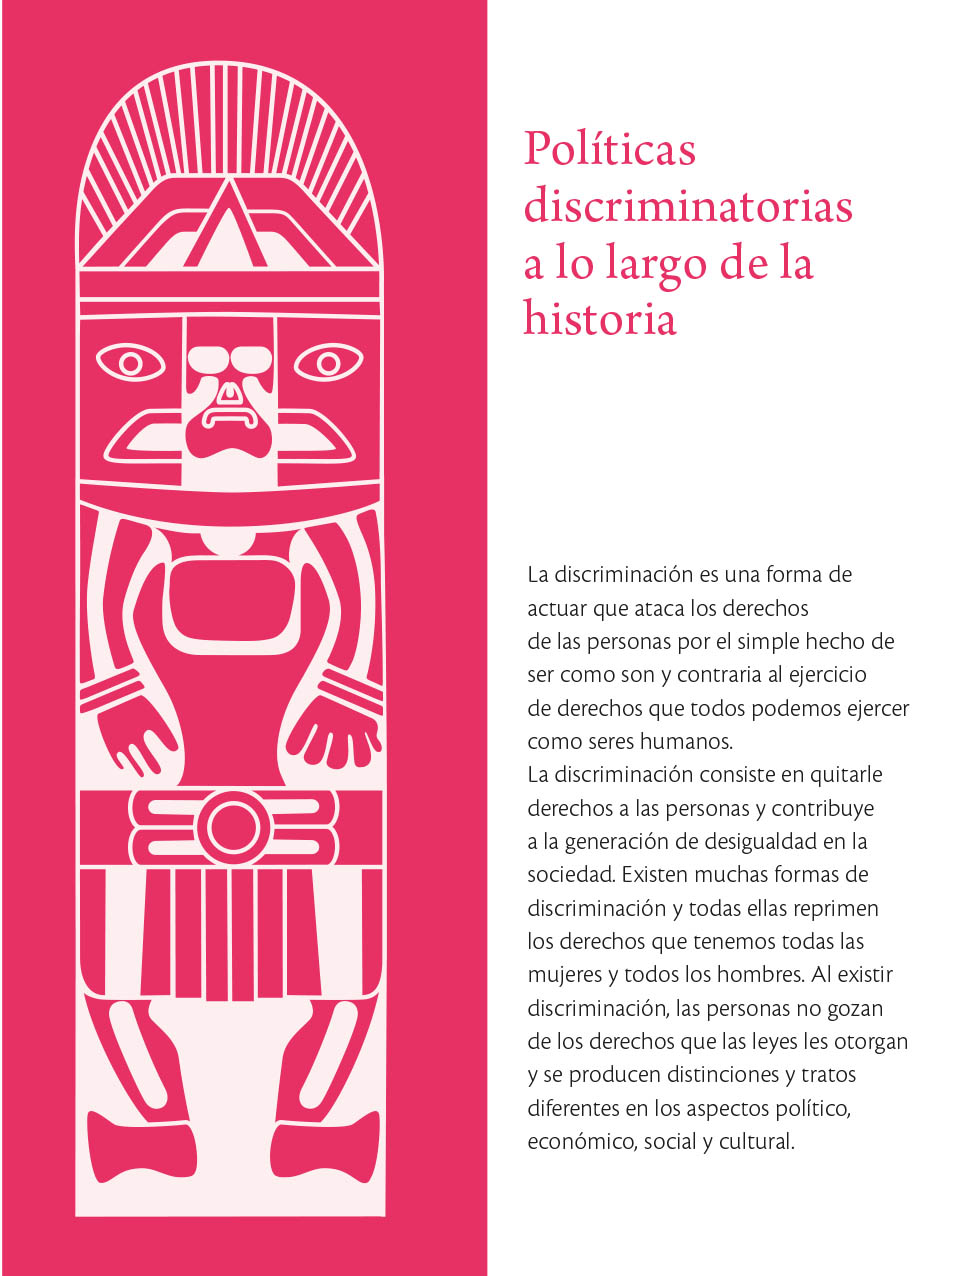 Políticas
discriminatorias
a lo largo de la
historia
La discriminación es una forma de
actuar que ataca los derechos
de las personas por el simple hecho de
ser como son y contraria al ejercicio
de derechos que todos podemos ejercer
como seres humanos.
La discriminación consiste en quitarle
derechos a las personas y contribuye
a la generación de desigualdad en la
sociedad. Existen muchas formas de
discriminación y todas ellas reprimen
los derechos que tenemos todas las
mujeres y todos los hombres. Al existir
discriminación, las personas no gozan
de los derechos que las leyes les otorgan
y se producen distinciones y tratos
diferentes en los aspectos político,
económico, social y cultural.